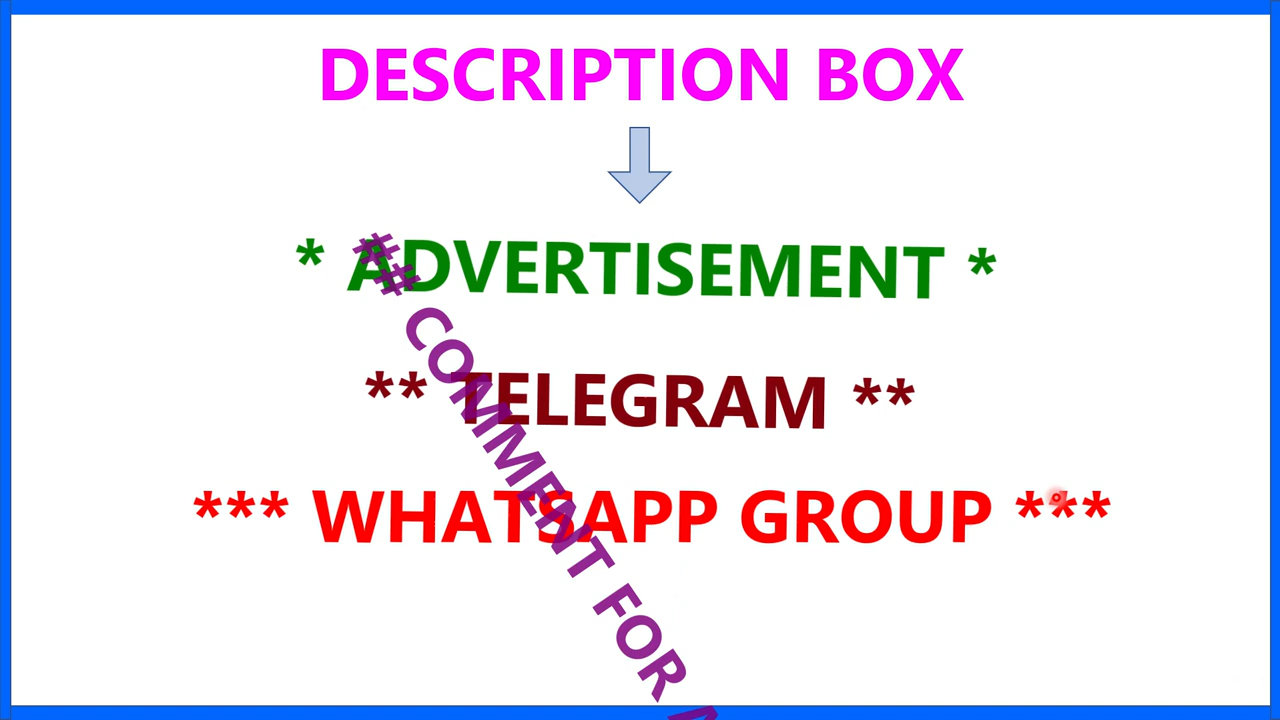 DESCRIPTION BOX
* ADVERTISEMENT *
** TELEGRAM **
*** WHATSAPP GROUP ***
## COMMENT FOR